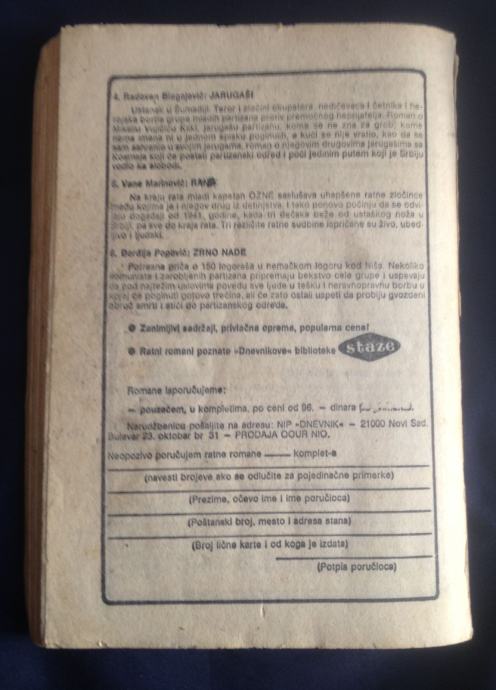 4. Radovan Blagojević: JARUGAŠI
Ustanak u Šumadiji. Teror i zločini okupatora, nedićevaca i četnika i he-
rojska borba grupe mladih partizana protiv premoćnog neprijatelja. Roman o
Mikailu Vujičiću Kiki, jarugašu partizanu, kome se ne zna za grob, kome
nema imena ni u jednom spisku poginulih, a kući se nije vratio, kao da se
sam sahranio u svojim jarugama, roman o njegovim drugovima jarugašima sa
Kosmaja koji će postati partizanski odred i poći jedinim putem koji je Srbiju
vodio ka slobodi.
5. Vane Marinović: RANE
Na kraju rata mladi kapetan OZNE saslušava uhapšene ratne zločince
među kojima je i njegov drug iz detinjstva. I tako ponovo počinju da se odvi-
jaju događaji od 1941. godine, kada tri dečaka beže od ustaškog noža u
Srbiji, pa sve do kraja rata. Tri različite ratne sudbine ispričane su živo, ubed-
ljivo i ljudski.
6. Đorđija Popović: ZRNO NADE
Potresna priča o 150 logoraša u nemačkom logoru kod Niša. Nekoliko
komunista i zarobljenih partizana pripremaju bekstvo cele grupe i uspevaju
da pod najtežim uslovima povedu sve ljude u tešku i neravnopravnu borbu u
kojoj će poginuti gotovo trećina, ali će zato ostali uspeti da probiju gvozdeni
obruč smrti i stići do partizanskog odreda.
● Zanimljivi sadržaji, privlačna oprema, popularna cena!
● Ratni romani poznate »Dnevnikove« biblioteke staze
Romane isporučujemo:
— pouzećem, u kompletima, po ceni od 96. — dinara
Narudžbenicu pošaljite na adresu: NIP »DNEVNIK« — 21000 Novi Sad.
Bulevar 23. oktobar br 31 — PRODAJA OOUR NIO.
Neopozivo poručujem ratne romane ——— komplet-a
(navesti brojeve ako se odlučite za pojedinačne primerke)
(Prezime, očevo ime i ime poručioca)
(Poštanski broj, mesto i adresa stana)
(Broj lične karte i od koga je izdata)
(Potpis poručioca)